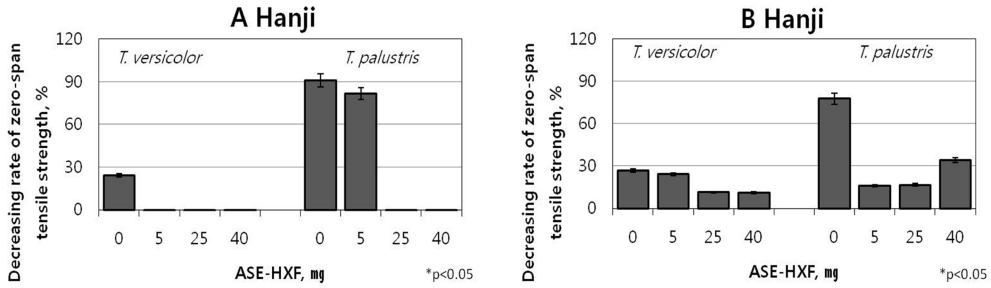 A Hanji
Decreasing rate of zero-span
tensile strength, %
120
90
60
30
0
T. versicolor
T. palustris
0 5 25 40 0 5 25 40
ASE-HXF, mg
*p<0.05
B Hanji
Decreasing rate of zero-span
tensile strength, %
120
90
60
30
0
T. versicolor
T. palustris
0 5 25 40 0 5 25 40
ASE-HXF, mg
*p<0.05